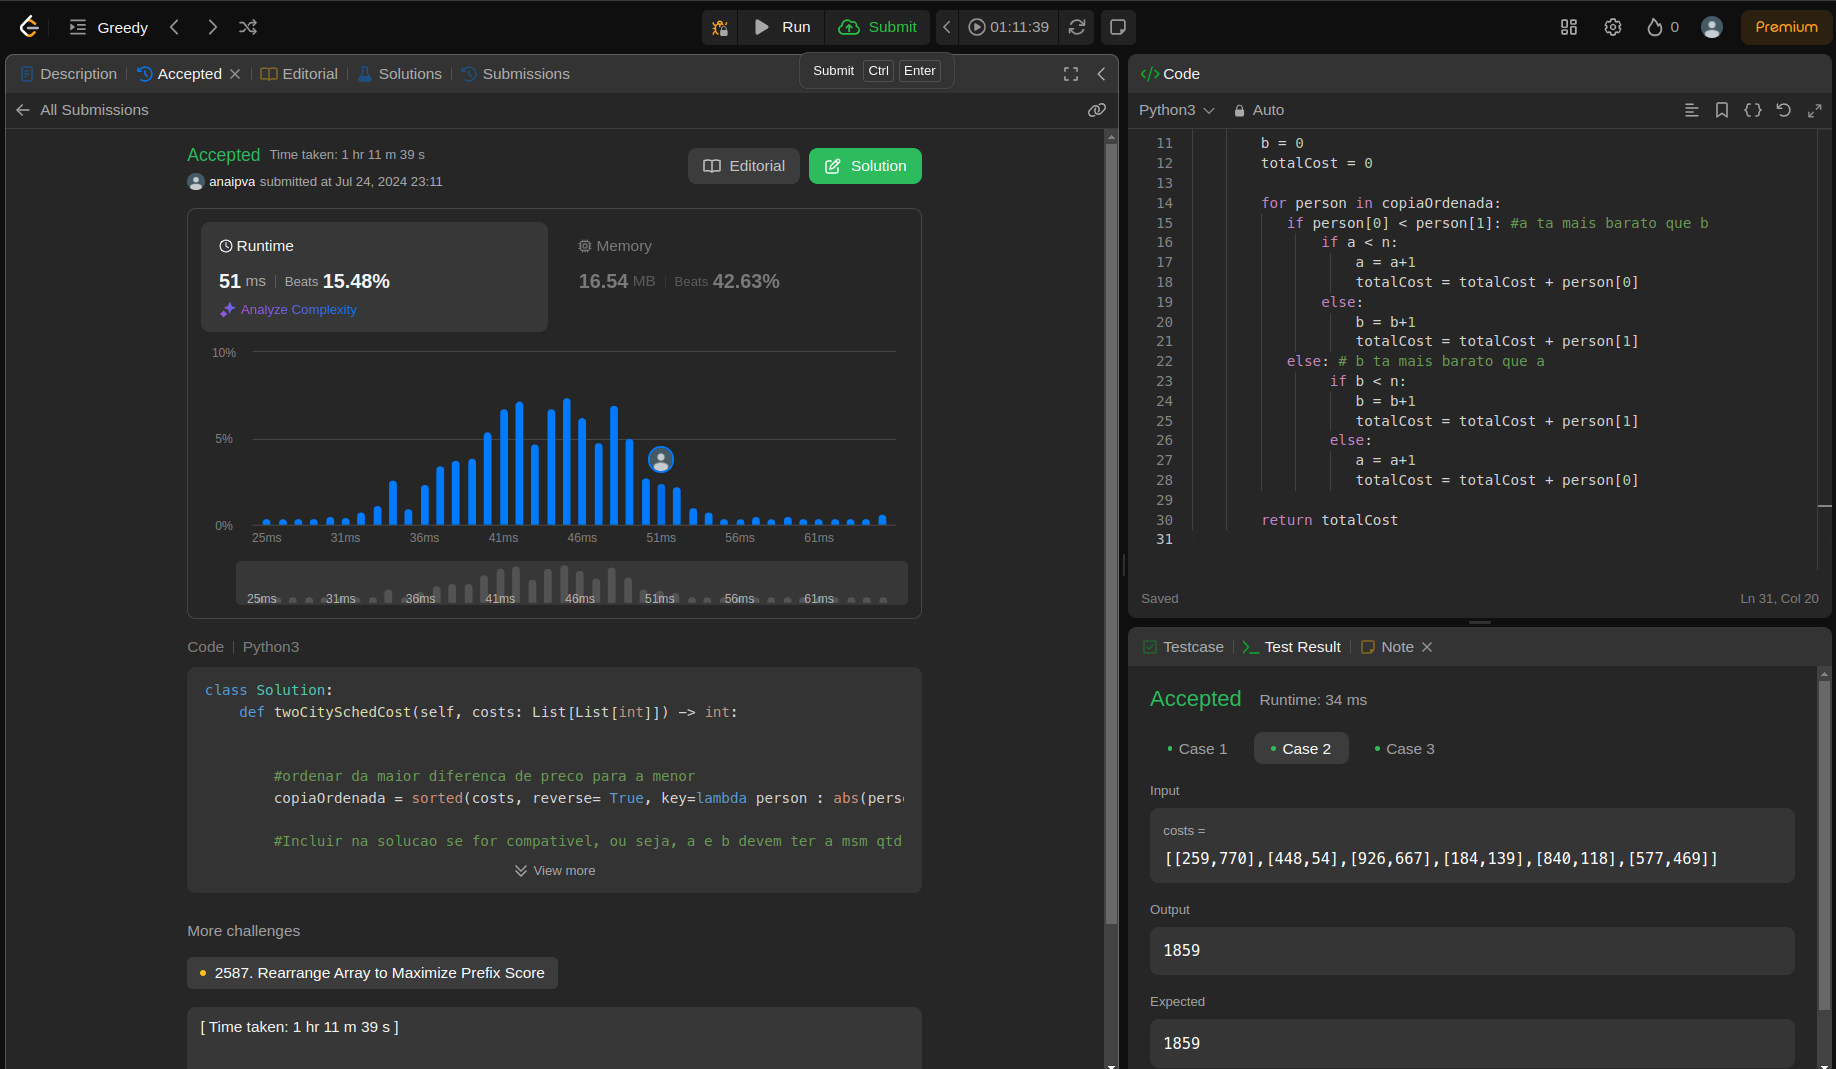 Greedy
Run
Submit
01:11:39
0
Premium
Description
Accepted
Editorial
Solutions
Submissions
Submit Ctrl Enter
All Submissions
Accepted Time taken: 1 hr 11 m 39 s
anaipva submitted at Jul 24, 2024 23:11
Editorial
Solution
Runtime
51 ms | Beats 15.48%
Analyze Complexity
Memory
16.54 MB | Beats 42.63%
10%
5%
0%
25ms 31ms 36ms 41ms 46ms 51ms 56ms 61ms
25ms 31ms 36ms 41ms 46ms 51ms 56ms 61ms
Code | Python3
class Solution:
def twoCitySchedCost(self, costs: List[List[int]]) -> int:
#ordenar da maior diferenca de preco para a menor
copiaOrdenada = sorted(costs, reverse= True, key=lambda person : abs(pers
#Incluir na solucao se for compativel, ou seja, a e b devem ter a msm qtd
View more
More challenges
2587. Rearrange Array to Maximize Prefix Score
[ Time taken: 1 hr 11 m 39 s ]
</> Code
Python3
Auto
11 b = 0
12 totalCost = 0
13
14 for person in copiaOrdenada:
15 if person[0] < person[1]: #a ta mais barato que b
16 if a < n:
17 a = a+1
18 totalCost = totalCost + person[0]
19 else:
20 b = b+1
21 totalCost = totalCost + person[1]
22 else: # b ta mais barato que a
23 if b < n:
24 b = b+1
25 totalCost = totalCost + person[1]
26 else:
27 a = a+1
28 totalCost = totalCost + person[0]
29
30 return totalCost
31
Saved
Ln 31, Col 20
Testcase
Test Result
Note
Accepted Runtime: 34 ms
Case 1
Case 2
Case 3
Input
costs =
[[259,770],[448,54],[926,667],[184,139],[840,118],[577,469]]
Output
1859
Expected
1859